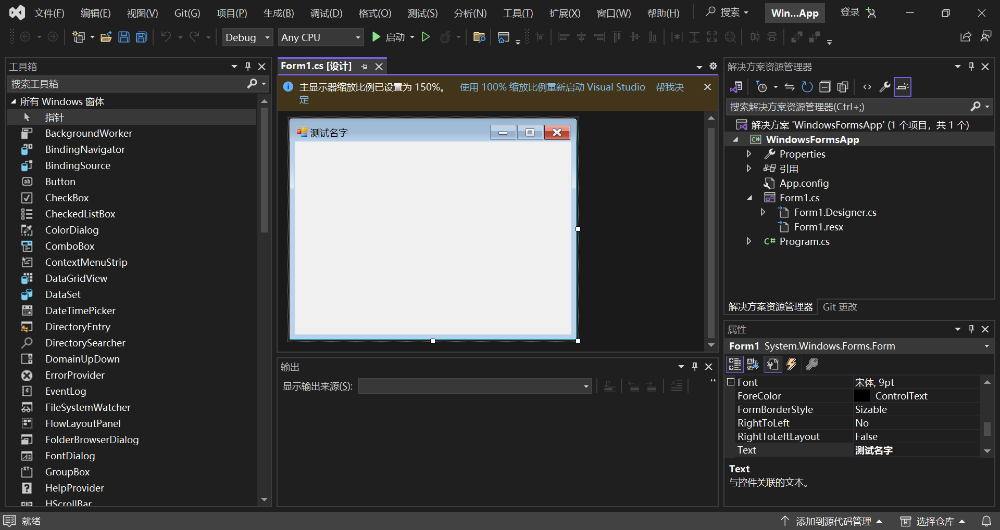 文件(F) 编辑(E) 视图(V) Git(G) 项目(P) 生成(B) 调试(D) 格式(O) 测试(S) 分析(N) 工具(T) 扩展(X) 窗口(W) 帮助(H) 搜索 Win...App 登录
Debug Any CPU 启动
工具箱
搜索工具箱
所有 Windows 窗体
指针
BackgroundWorker
BindingNavigator
BindingSource
Button
CheckBox
CheckedListBox
ColorDialog
ComboBox
ContextMenuStrip
DataGridView
DataSet
DateTimePicker
DirectoryEntry
DirectorySearcher
DomainUpDown
ErrorProvider
EventLog
FileSystemWatcher
FlowLayoutPanel
FolderBrowserDialog
FontDialog
GroupBox
HelpProvider
HScrollBar
Form1.cs [设计]
主显示器缩放比例已设置为 150%。 使用 100% 缩放比例重新启动 Visual Studio 帮我决
定
测试名字
输出
显示输出来源(S):
解决方案资源管理器
搜索解决方案资源管理器(Ctrl+;)
解决方案 'WindowsFormsApp' (1 个项目，共 1 个)
C# WindowsFormsApp
Properties
引用
App.config
Form1.cs
Form1.Designer.cs
Form1.resx
C# Program.cs
解决方案资源管理器 Git 更改
属性
Form1 System.Windows.Forms.Form
Font 宋体, 9pt
ForeColor ControlText
FormBorderStyle Sizable
RightToLeft No
RightToLeftLayout False
Text 测试名字
Text
与控件关联的文本。
就绪 添加到源代码管理 选择仓库